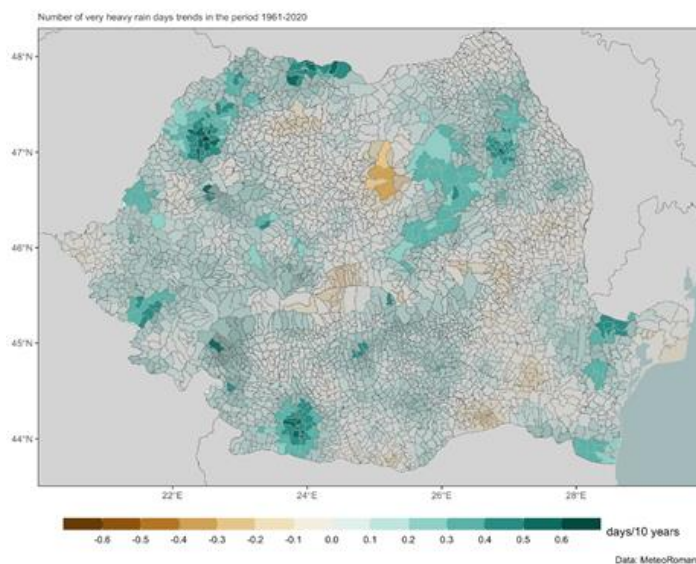 Number of very heavy rain days trends in the period 1961-2020
48°N
47°N
46°N
45°N
44°N
22°E 24°E 26°E 28°E
-0.6 -0.5 -0.4 -0.3 -0.2 -0.1 0.0 0.1 0.2 0.3 0.4 0.5 0.6 days/10 years
Data: MeteoRoman